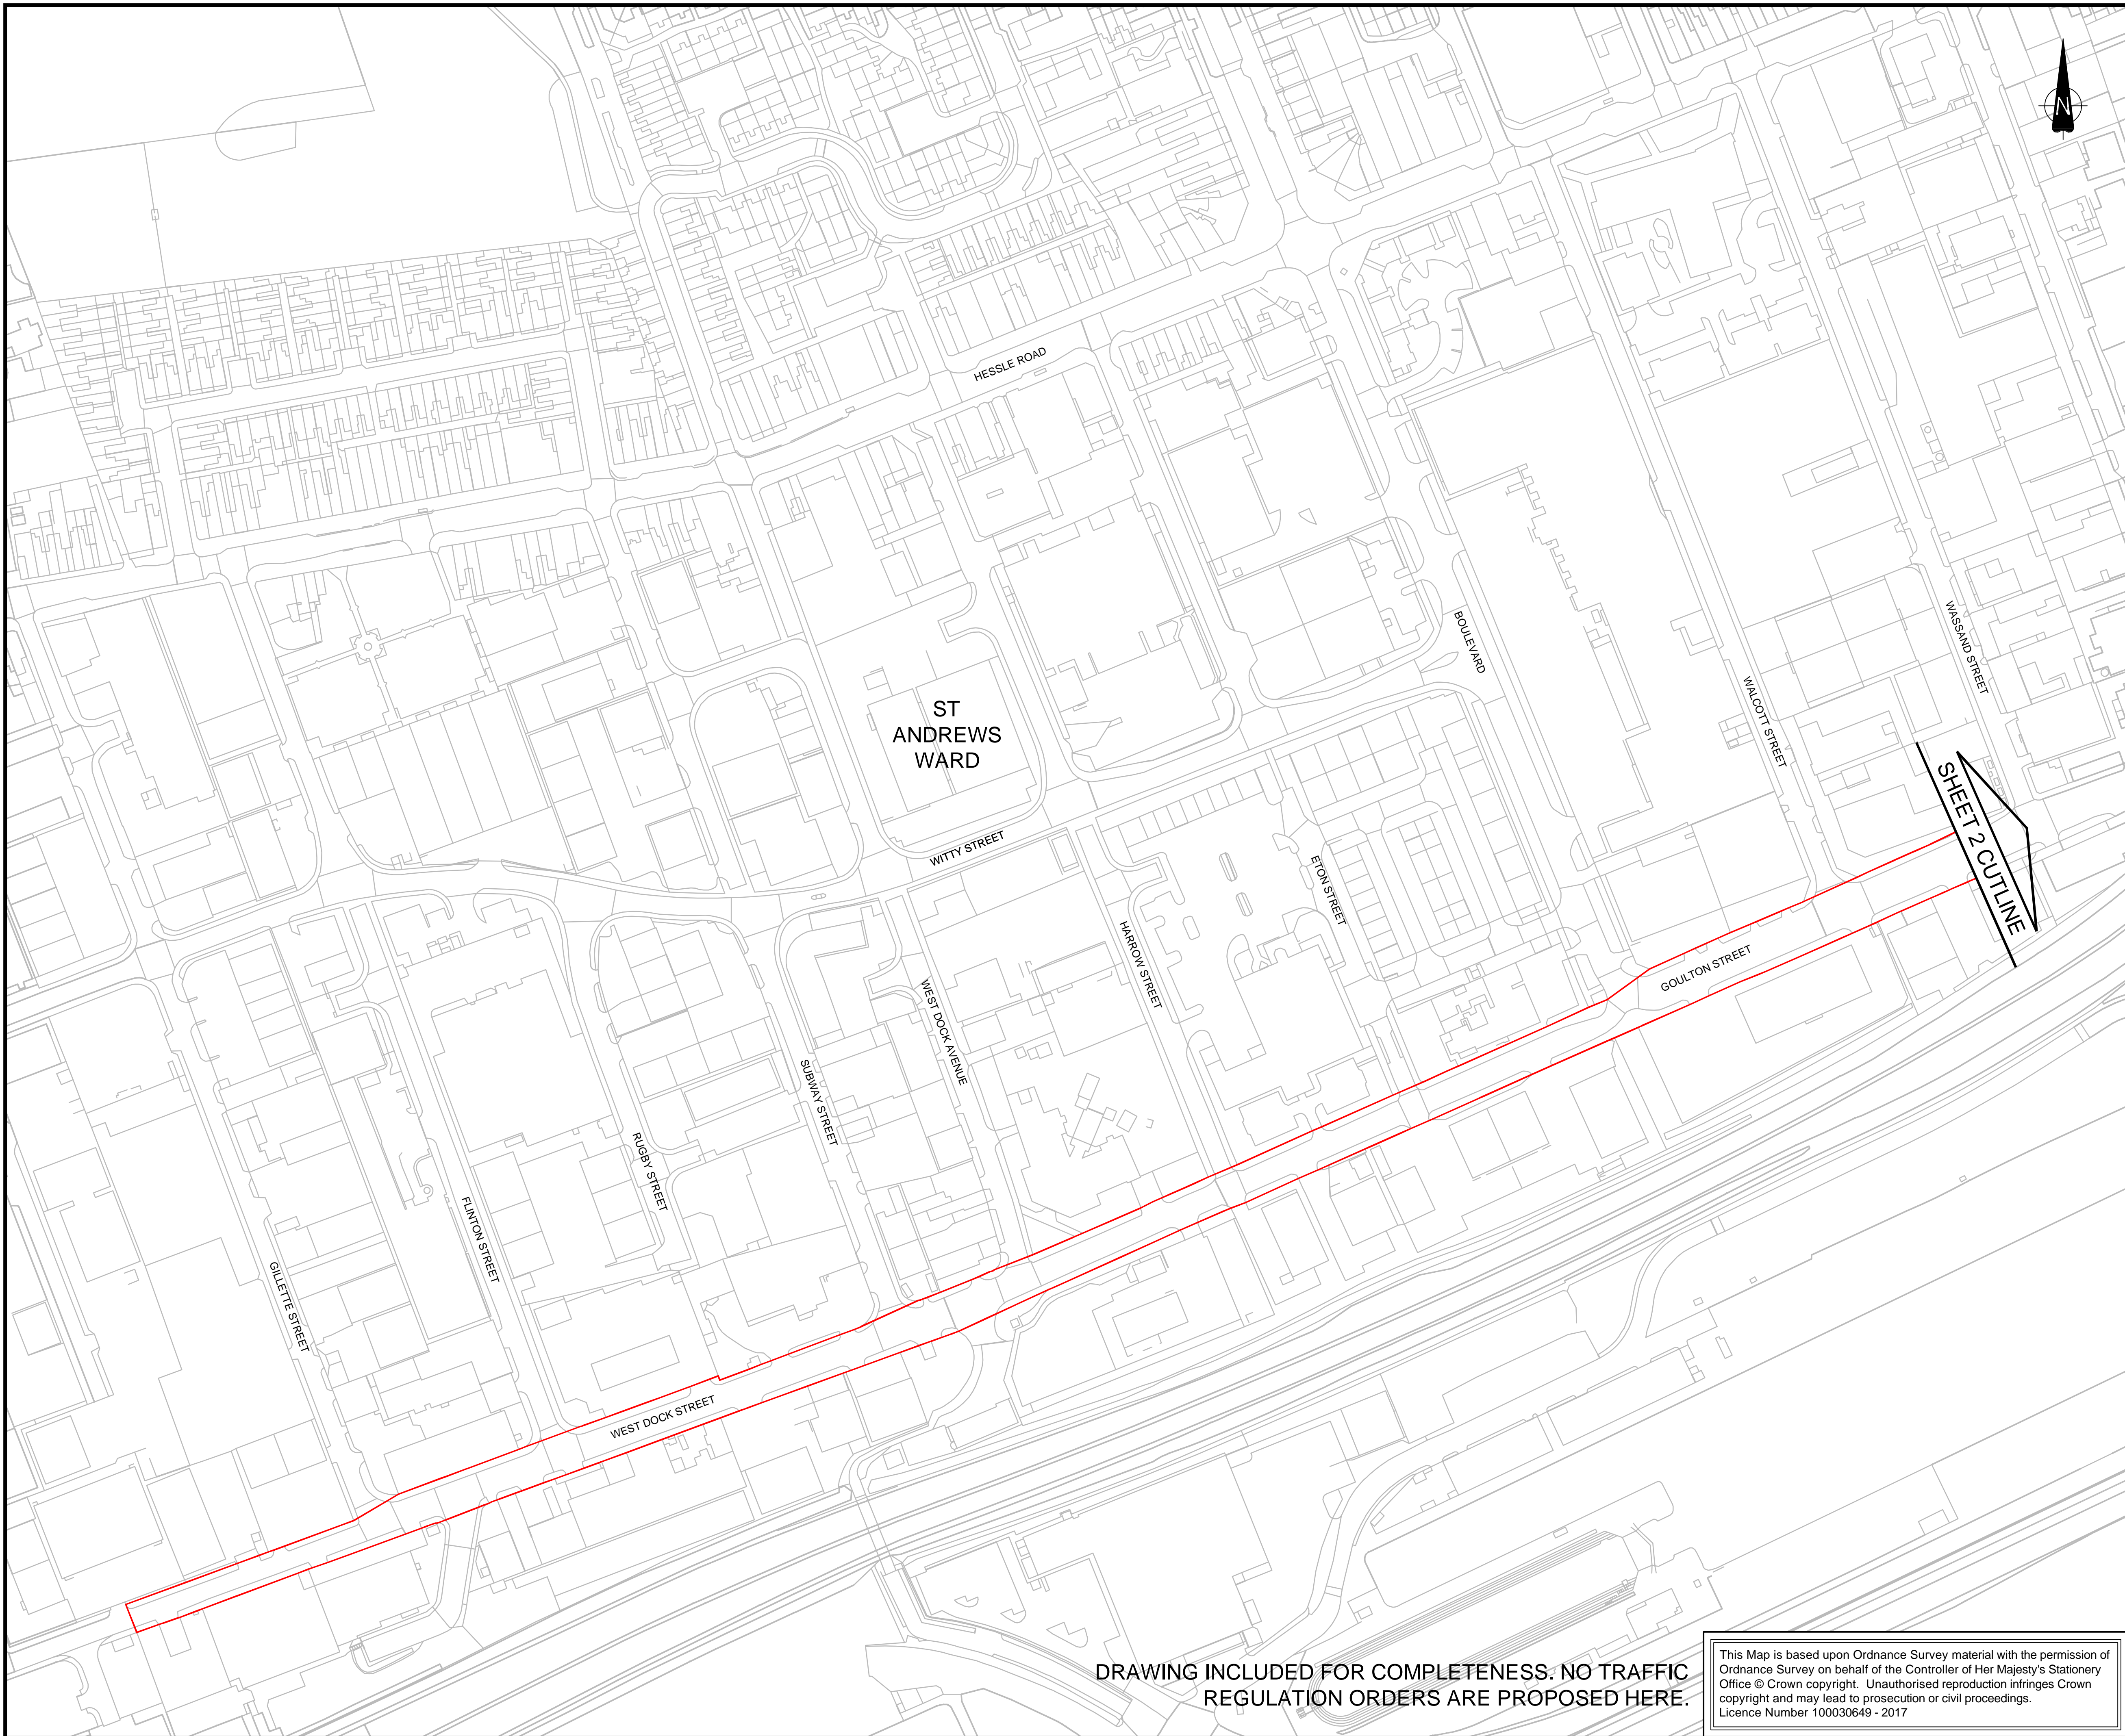 N
HESSLE ROAD
BOULEVARD
WASSAND STREET
WALCOTT STREET
ST
ANDREWS
WARD
SHEET 2 CUTLINE
WITTY STREET
ETON STREET
HARROW STREET
GOULTON STREET
WEST DOCK AVENUE
SUBWAY STREET
RUGBY STREET
FLINTON STREET
GILLETTE STREET
WEST DOCK STREET
DRAWING INCLUDED FOR COMPLETENESS. NO TRAFFIC
REGULATION ORDERS ARE PROPOSED HERE.
This Map is based upon Ordnance Survey material with the permission of
Ordnance Survey on behalf of the Controller of Her Majesty's Stationery
Office © Crown copyright. Unauthorised reproduction infringes Crown
copyright and may lead to prosecution or civil proceedings.
Licence Number 100030649 - 2017